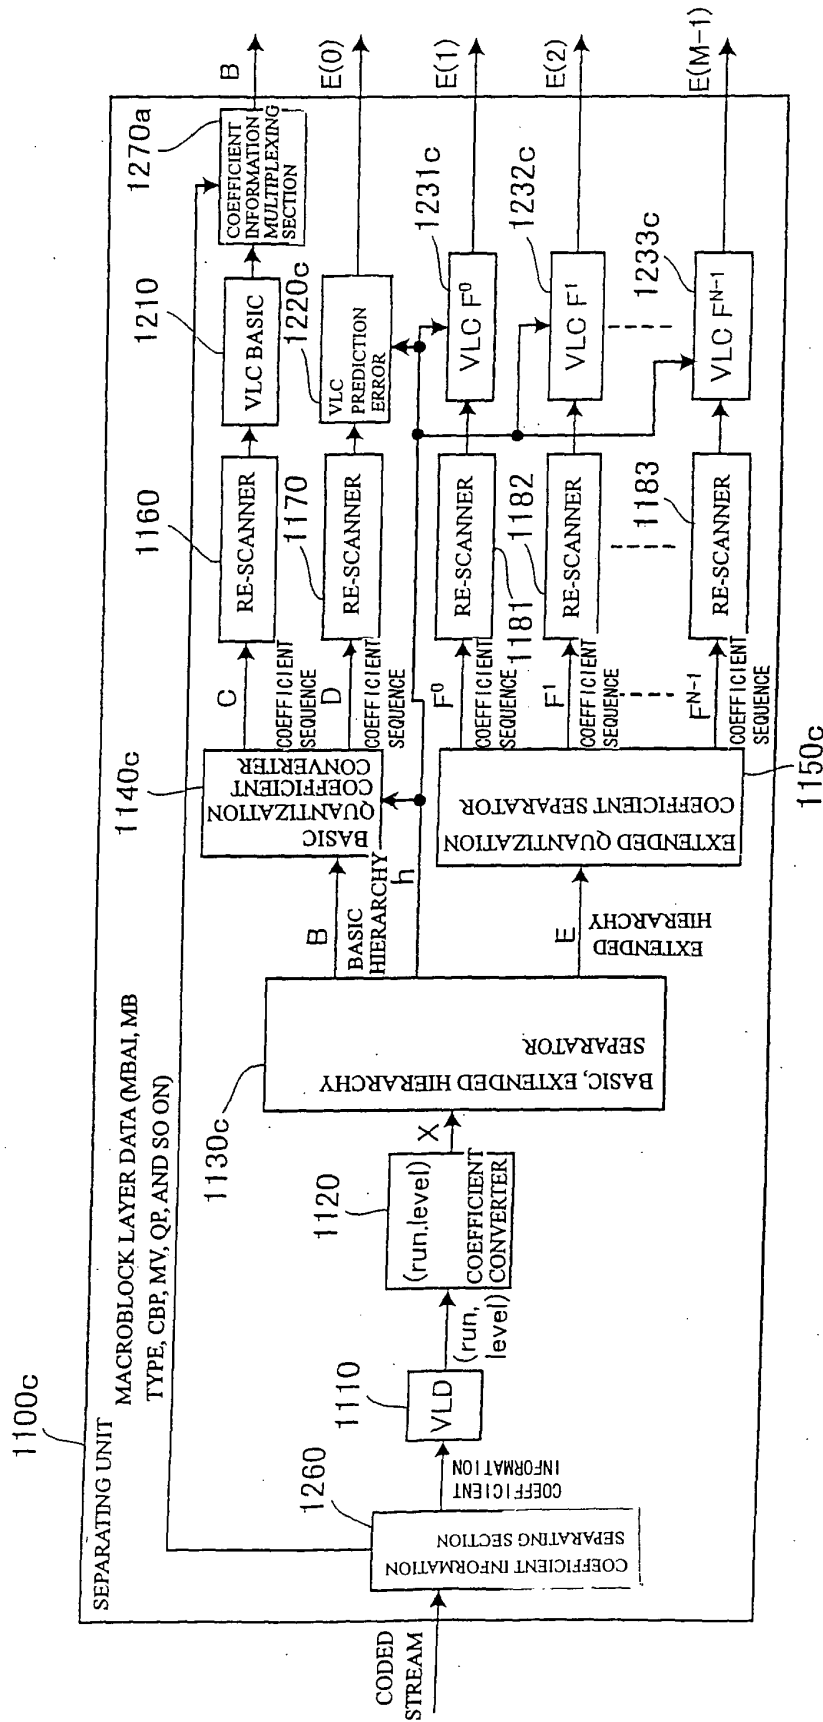 1100c
SEPARATING UNIT
MACROBLOCK LAYER DATA (MBAI, MB
TYPE, CBP, MV, QP, AND SO ON)
CODED
STREAM
1260
COEFFICIENT INFORMATION
SEPARATING SECTION
COEFFICIENT
INFORMATION
1110
VLD
(run,
level)
1120
(run.level)
COEFFICIENT
CONVERTER
X
1130c
BASIC, EXTENDED HIERARCHY
SEPARATOR
B
BASIC
HIERARCHY
h
E
EXTENDED
HIERARCHY
1140c
BASIC
QUANTIZATION
COEFFICIENT
CONVERTER
1150c
EXTENDED QUANTIZATION
COEFFICIENT SEPARATOR
C
COEFFICIENT
SEQUENCE
1160
RE-SCANNER
1210
VLC BASIC
1270a
COEFFICIENT
INFORMATION
MULTIPLEXING
SECTION
B
D
COEFFICIENT
SEQUENCE
1170
RE-SCANNER
1220c
VLC
PREDICTION
ERROR
E(0)
F0
COEFFICIENT
SEQUENCE
1181
RE-SCANNER
1231c
VLC F0
E(1)
F1
COEFFICIENT
SEQUENCE
1182
RE-SCANNER
1232c
VLC F1
E(2)
FN-1
COEFFICIENT
SEQUENCE
1183
RE-SCANNER
1233c
VLC FN-1
E(M-1)